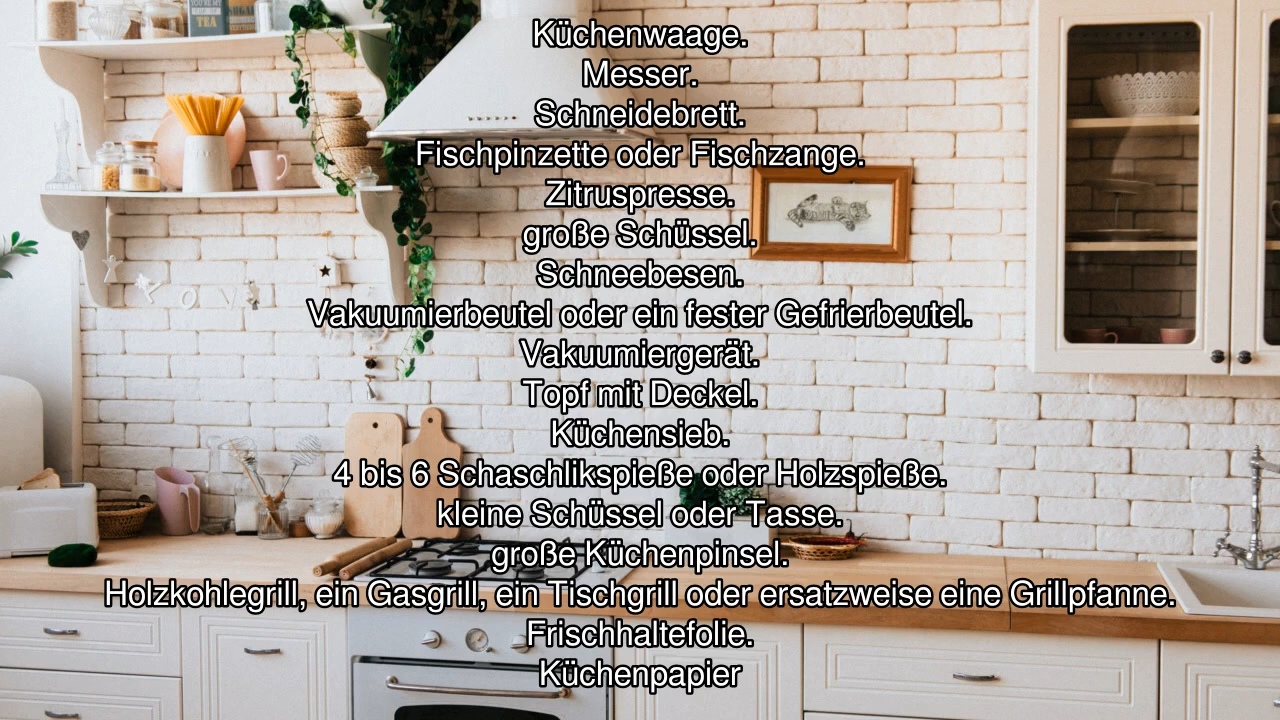 TEA
Küchenwaage.
Messer.
Schneidebrett.
Fischpinzette oder Fischzange.
Zitruspresse.
große Schüssel.
Schneebesen.
Vakuumierbeutel oder ein fester Gefrierbeutel.
Vakuumiergerät.
Topf mit Deckel.
Küchensieb.
4 bis 6 Schaschlikspieße oder Holzspieße.
kleine Schüssel oder Tasse.
große Küchenpinsel.
Holzkohlegrill, ein Gasgrill, ein Tischgrill oder ersatzweise eine Grillpfanne.
Frischhaltefolie.
Küchenpapier